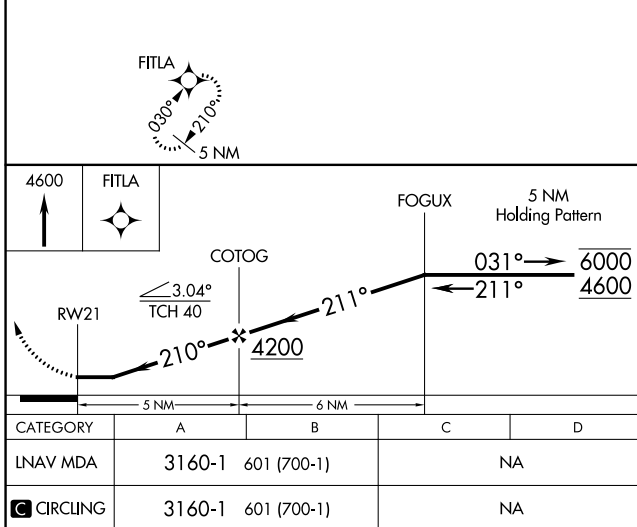 FITLA
030°
210°
5 NM
4600
FITLA
FOGUX
5 NM
Holding Pattern
COTOG
031°
6000
211°
4600
3.04°
TCH 40
RW21
211°
210°
4200
5 NM
6 NM
CATEGORY A B C D
LNAV MDA 3160-1 601 (700-1) NA
C CIRCLING 3160-1 601 (700-1) NA